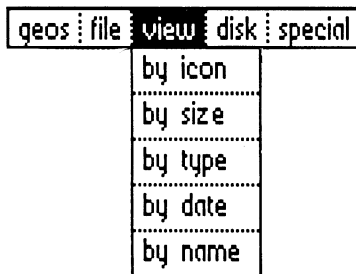 geos file view disk special
by icon
by size
by type
by date
by name